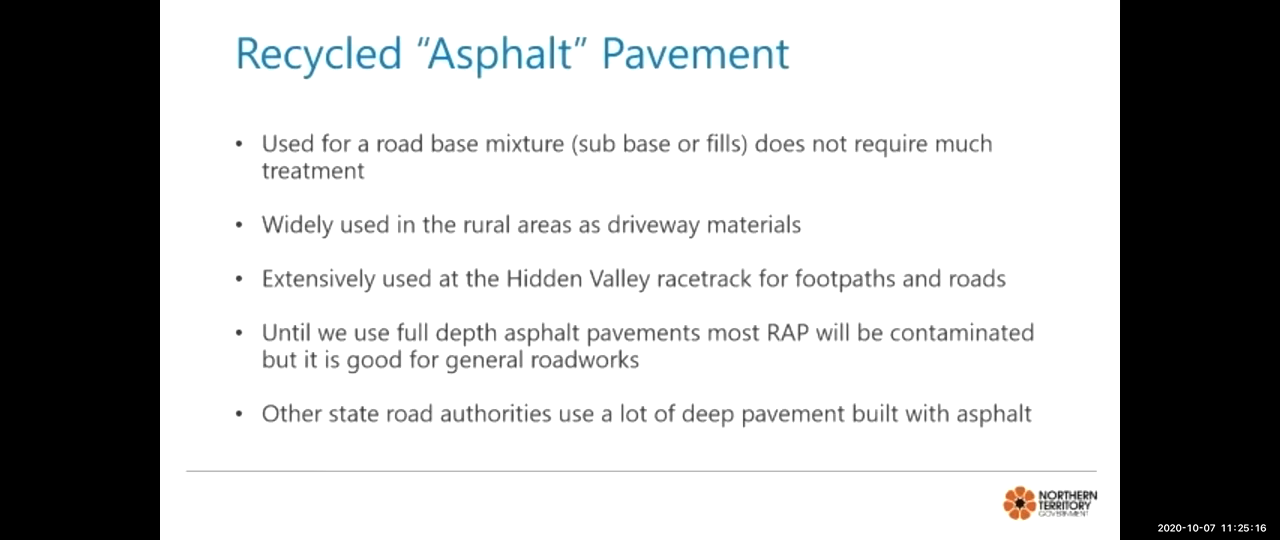 Recycled “Asphalt” Pavement
• Used for a road base mixture (sub base or fills) does not require much
treatment
• Widely used in the rural areas as driveway materials
• Extensively used at the Hidden Valley racetrack for footpaths and roads
• Until we use full depth asphalt pavements most RAP will be contaminated
but it is good for general roadworks
• Other state road authorities use a lot of deep pavement built with asphalt
NORTHERN
TERRITORY
GOVERNMENT
2020-10-07 11:25:16